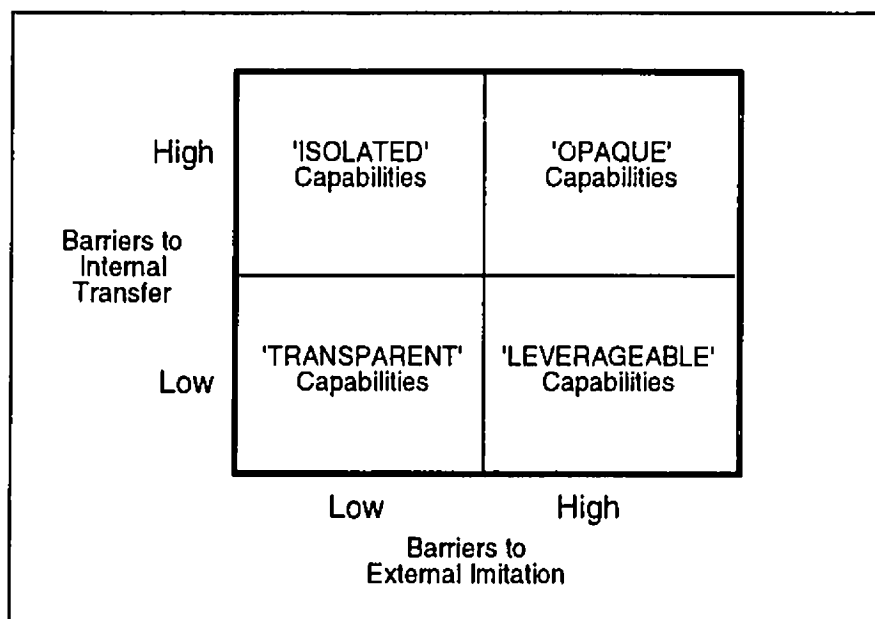 High
'ISOLATED'
Capabilities
'OPAQUE'
Capabilities
Barriers to
Internal
Transfer
Low
'TRANSPARENT'
Capabilities
'LEVERAGEABLE'
Capabilities
Low
High
Barriers to
External Imitation